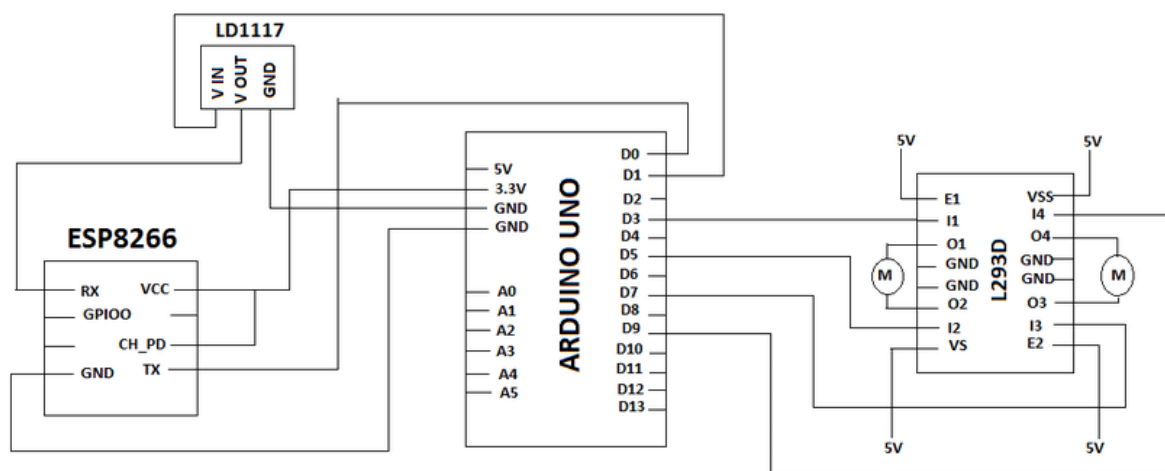 LD1117
V IN
V OUT
GND
ESP8266
RX
VCC
GPIOO
CH_PD
GND
TX
5V
3.3V
GND
GND
A0
A1
A2
A3
A4
A5
ARDUINO UNO
D0
D1
D2
D3
D4
D5
D6
D7
D8
D9
D10
D11
D12
D13
5V
5V
E1
VSS
I1
I4
O1
O4
GND
GND
GND
GND
O2
O3
I2
I3
VS
E2
L293D
M
M
5V
5V